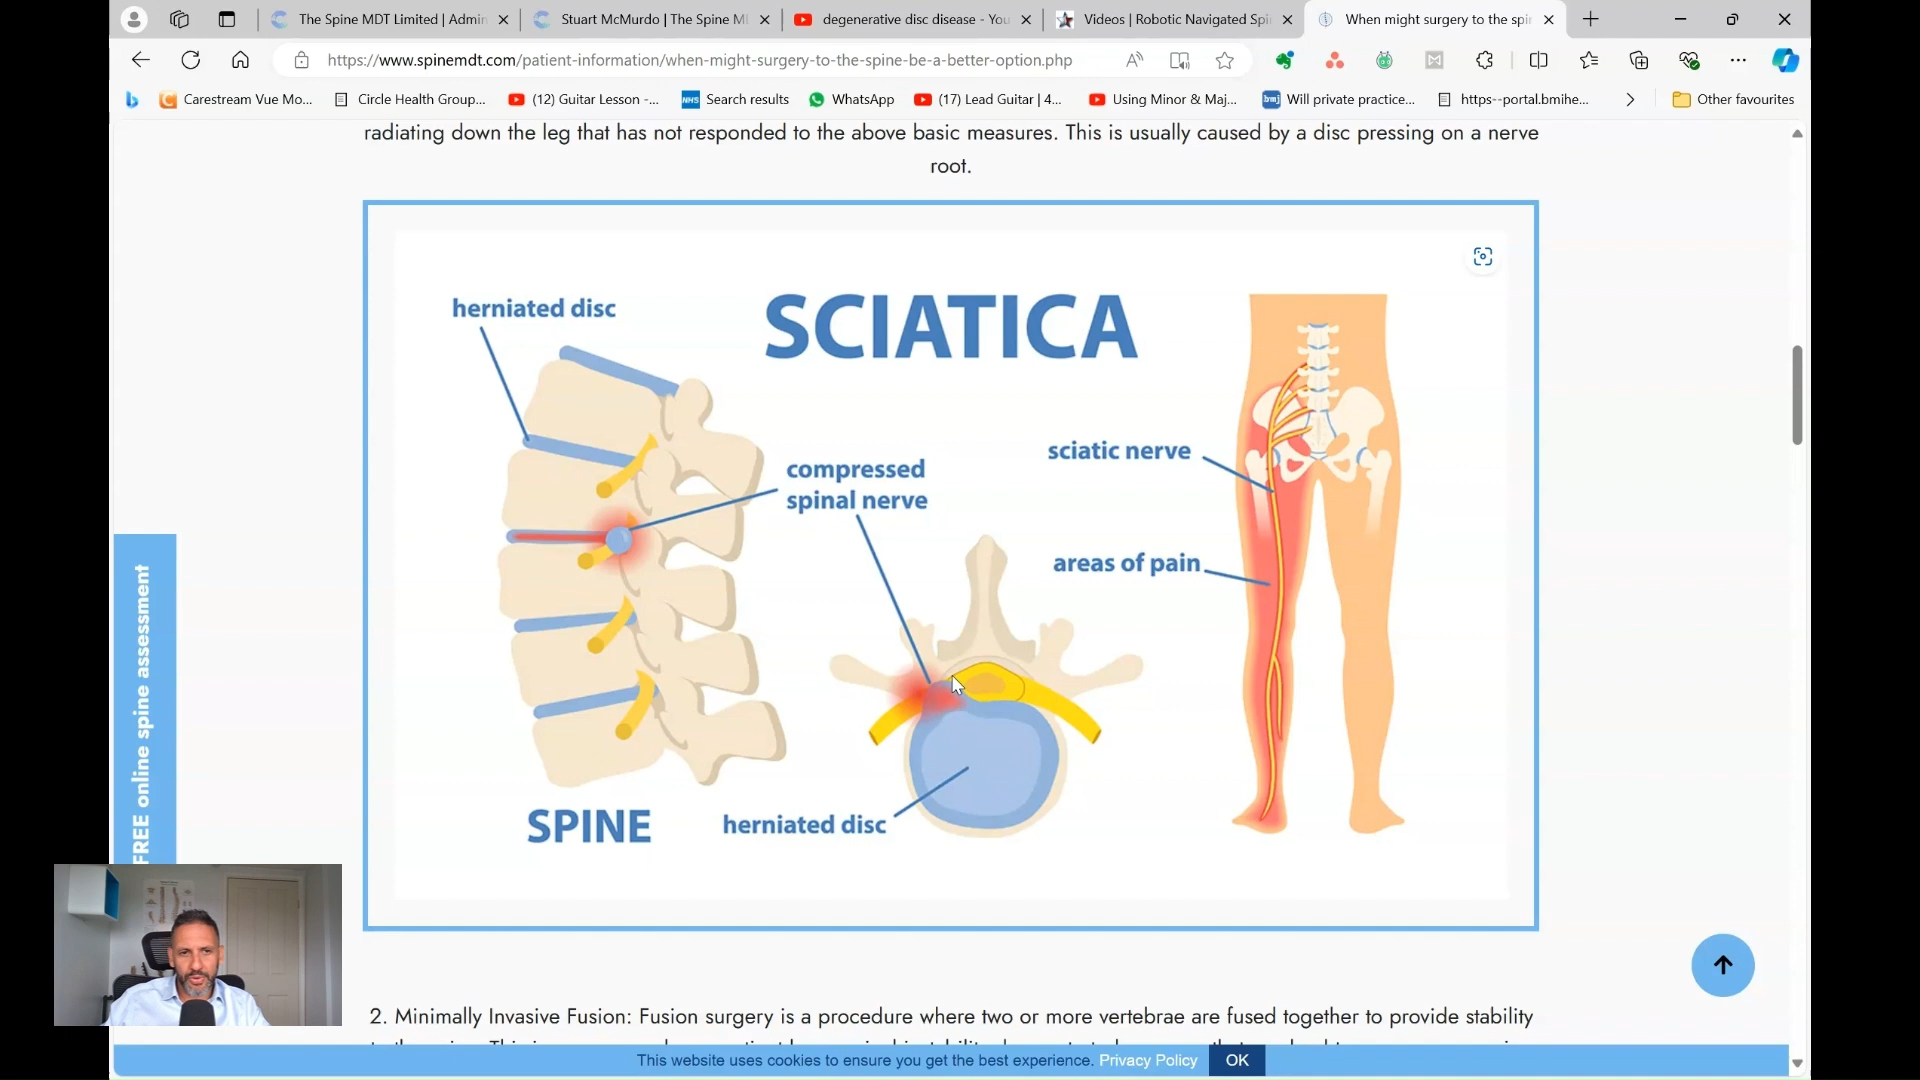 The Spine MDT Limited | Admin
Stuart McMurdo | The Spine M
degenerative disc disease - You
Videos | Robotic Navigated Spi
When might surgery to the spin
https://www.spinemdt.com/patient-information/when-might-surgery-to-the-spine-be-a-better-option.php
Carestream Vue Mo...
Circle Health Group...
(12) Guitar Lesson -...
NHS
Search results
WhatsApp
(17) Lead Guitar | 4...
Using Minor & Maj...
bmj
Will private practice...
https--portal.bmihe...
Other favourites
radiating down the leg that has not responded to the above basic measures. This is usually caused by a disc pressing on a nerve
root.
SCIATICA
herniated disc
compressed
spinal nerve
sciatic nerve
areas of pain
herniated disc
SPINE
FREE online spine assessment
2. Minimally Invasive Fusion: Fusion surgery is a procedure where two or more vertebrae are fused together to provide stability
This website uses cookies to ensure you get the best experience. Privacy Policy OK